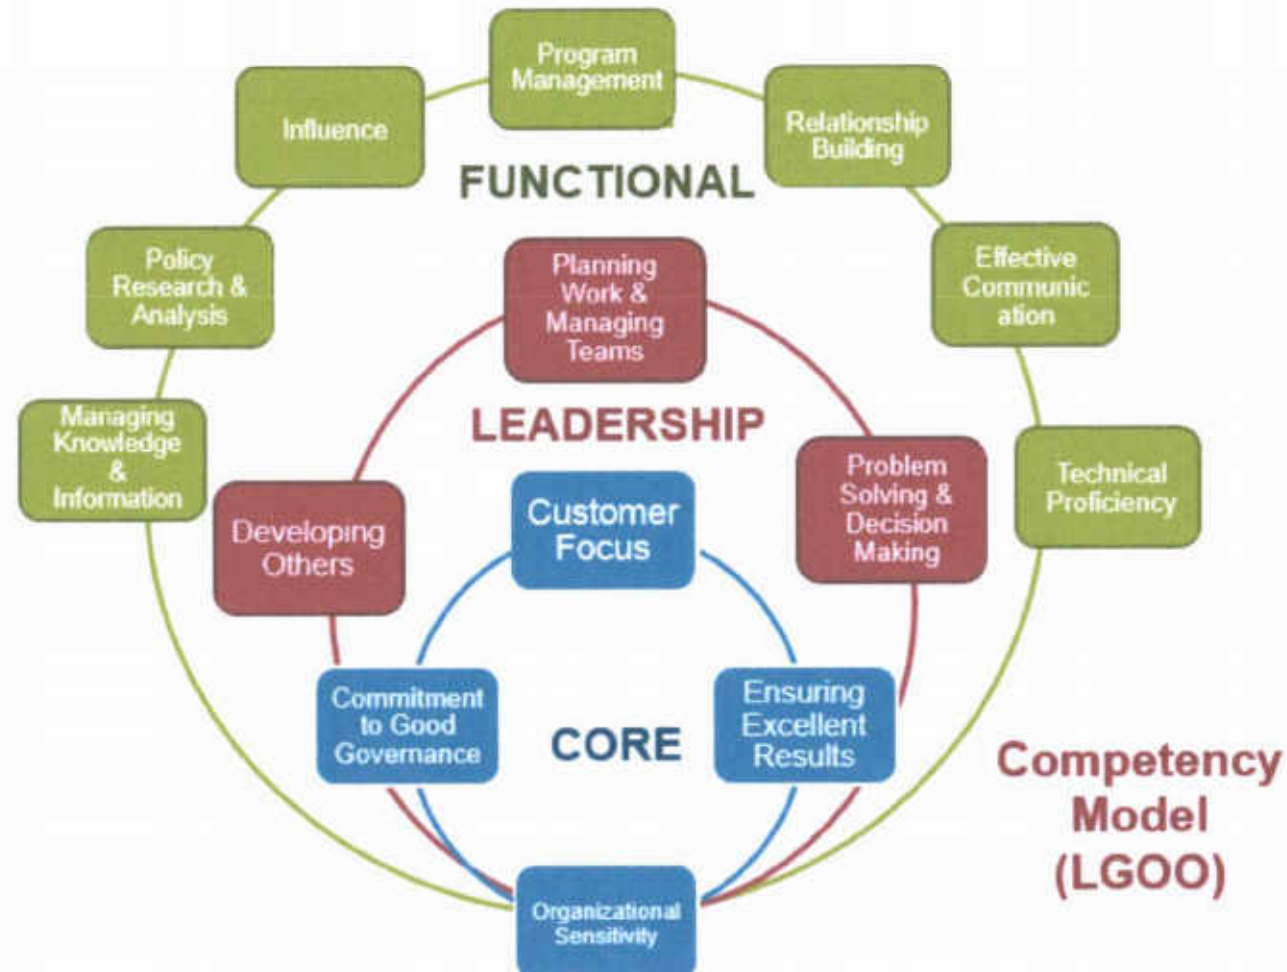 Program
Management
Influence
Relationship
Building
FUNCTIONAL
Policy
Research &
Analysis
Planning
Work &
Managing
Teams
Effective
Communic
ation
Managing
Knowledge
&
Information
LEADERSHIP
Developing
Others
Customer
Focus
Problem
Solving &
Decision
Making
Technical
Proficiency
Commitment
to Good
Governance
CORE
Ensuring
Excellent
Results
Competency
Model
(LGOO)
Organizational
Sensitivity